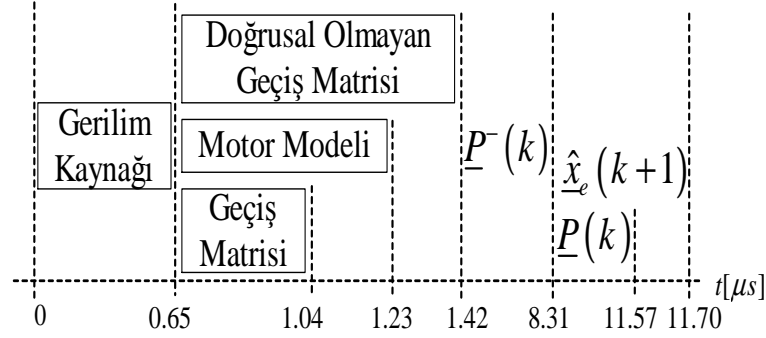 Doğrusal Olmayan
Geçiş Matrisi
Gerilim
Kaynağı
Motor Modeli
Geçiş
Matrisi
P⁻(k)
x̂ₑ(k+1)
P(k)
t[μs]
0 0.65 1.04 1.23 1.42 8.31 11.57 11.70